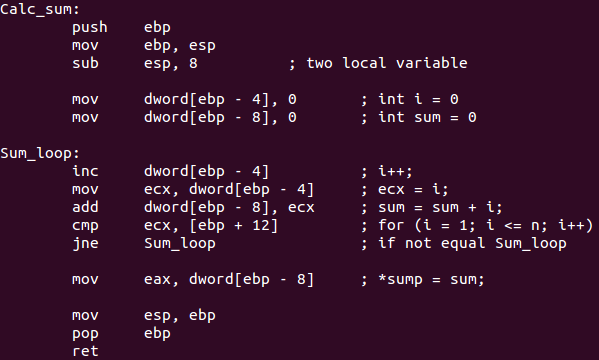 Calc_sum:
push ebp
mov ebp, esp
sub esp, 8 ; two local variable
mov dword[ebp - 4], 0 ; int i = 0
mov dword[ebp - 8], 0 ; int sum = 0
Sum_loop:
inc dword[ebp - 4] ; i++;
mov ecx, dword[ebp - 4] ; ecx = i;
add dword[ebp - 8], ecx ; sum = sum + i;
cmp ecx, [ebp + 12] ; for (i = 1; i <= n; i++)
jne Sum_loop ; if not equal Sum_loop
mov eax, dword[ebp - 8] ; *sump = sum;
mov esp, ebp
pop ebp
ret